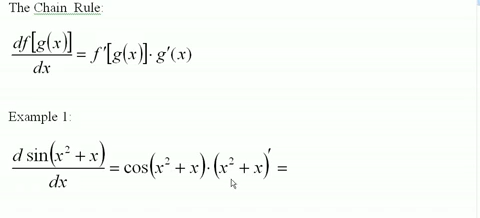 The Chain Rule:
df[g(x)]/dx = f'[g(x)]·g'(x)
Example 1:
d sin(x² + x)/dx = cos(x² + x)·(x² + x)' =